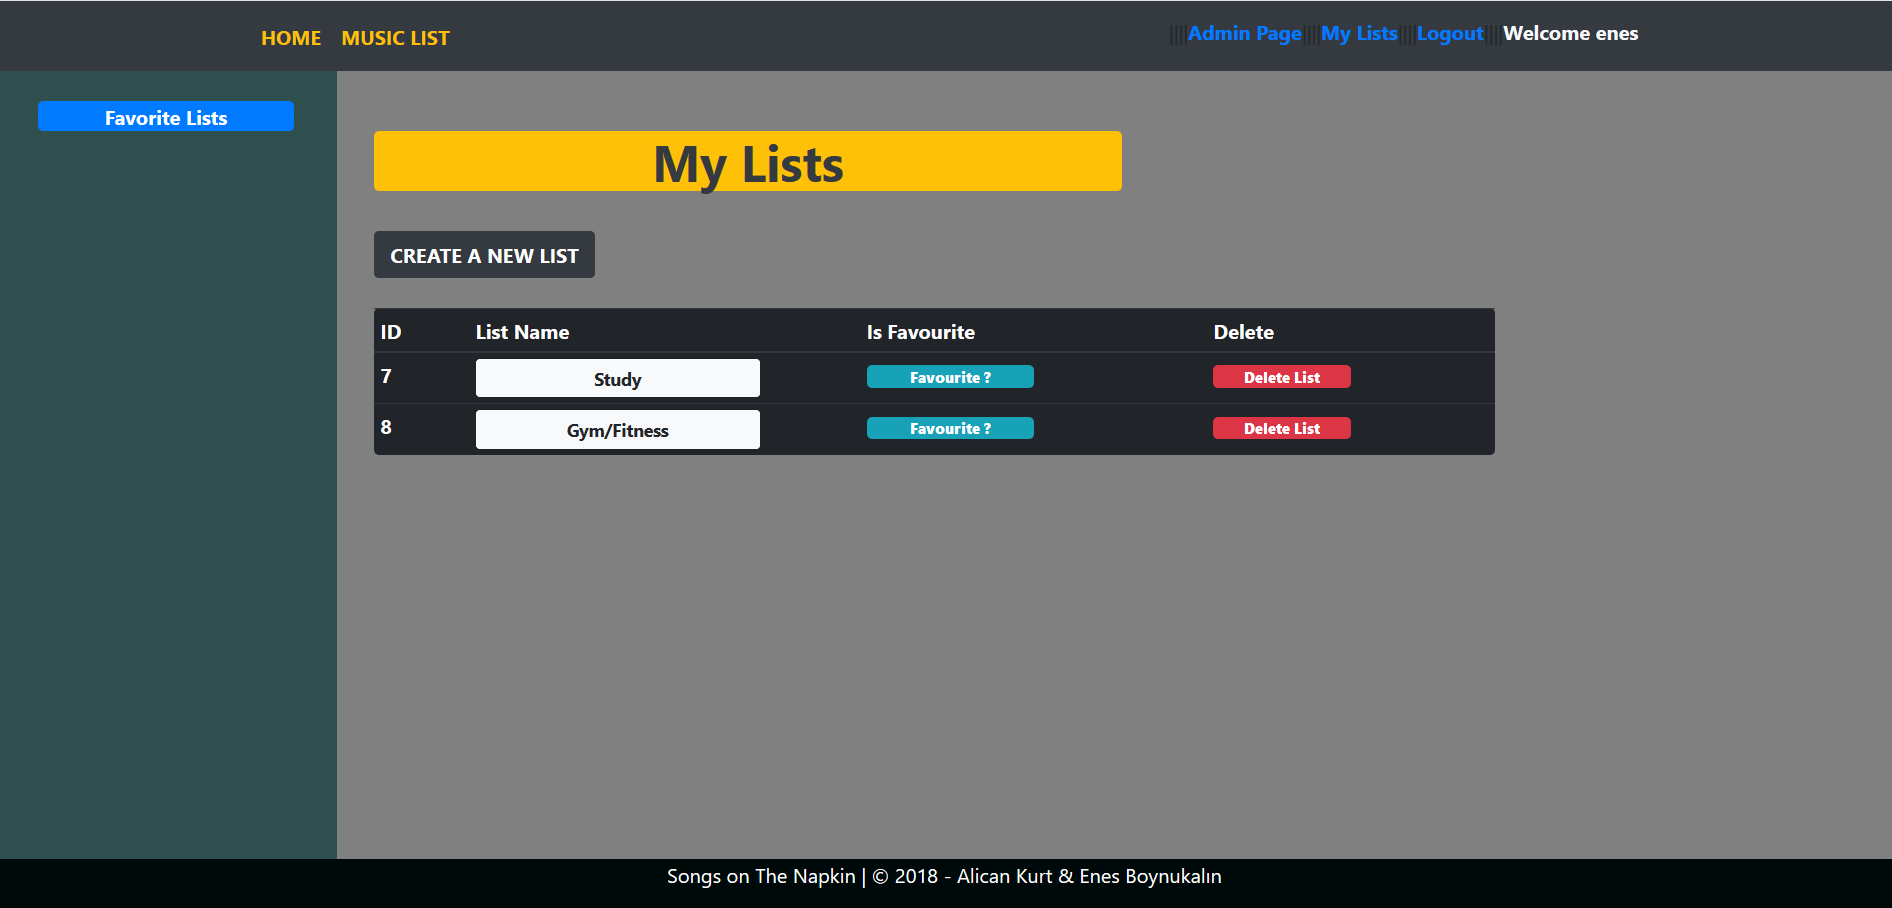 HOME MUSIC LIST ||||Admin Page||||My Lists||||Logout||||Welcome enes
Favorite Lists
My Lists
CREATE A NEW LIST
ID List Name Is Favourite Delete
7 Study Favourite ? Delete List
8 Gym/Fitness Favourite ? Delete List
Songs on The Napkin | © 2018 - Alican Kurt & Enes Boynukalın